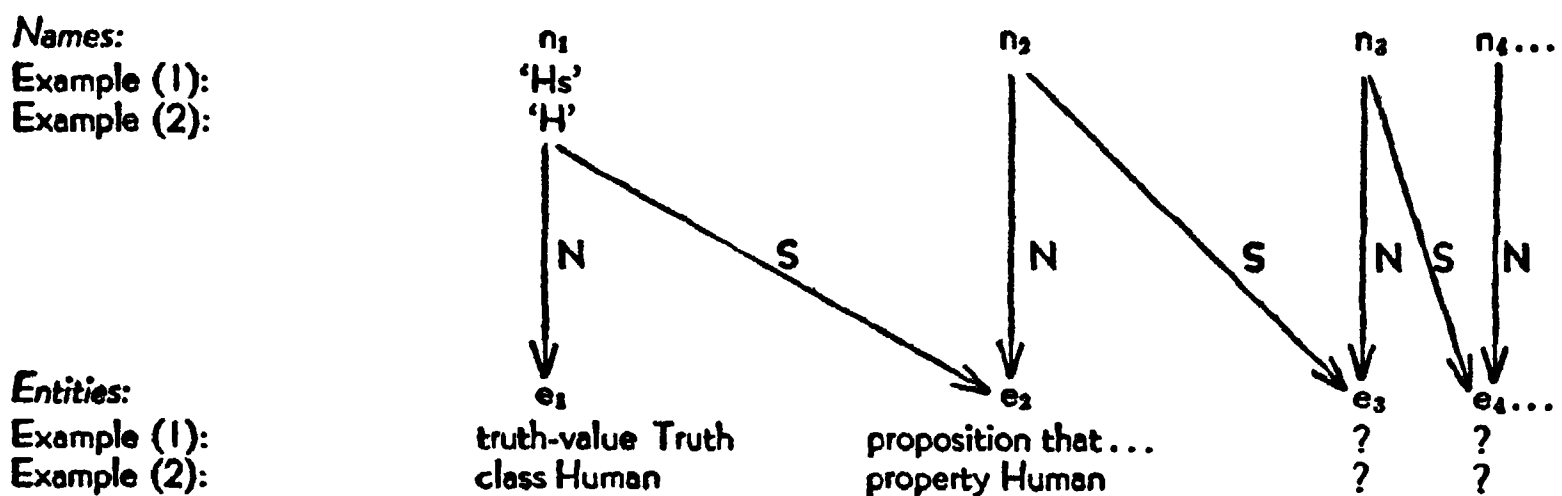 Names: n₁ n₂ n₃ n₄...
Example (1): ‘Hs’
Example (2): ‘H’
N S N S N S N
Entities: e₁ e₂ e₃ e₄...
Example (1): truth-value Truth proposition that... ? ?
Example (2): class Human property Human ? ?